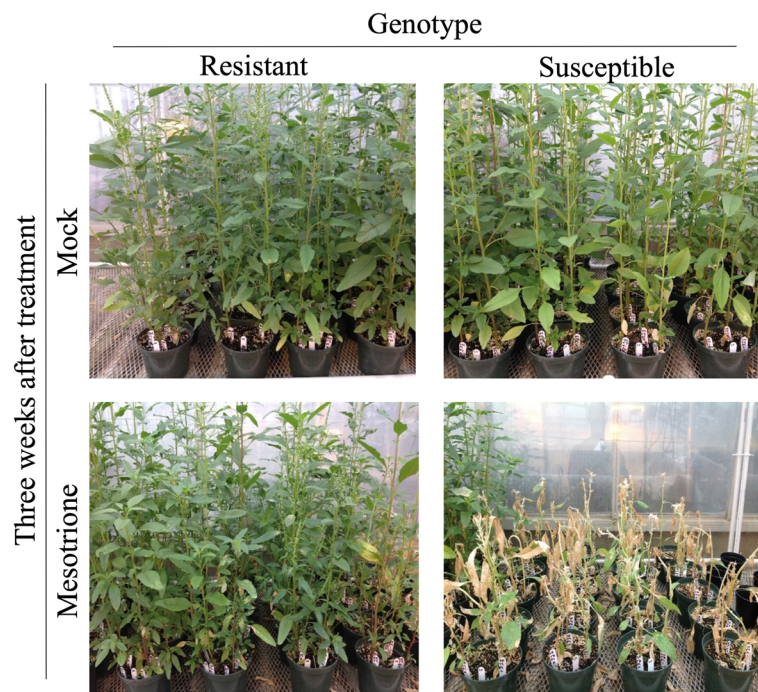 Genotype
Resistant
Susceptible
Three weeks after treatment
Mock
Mesotrione